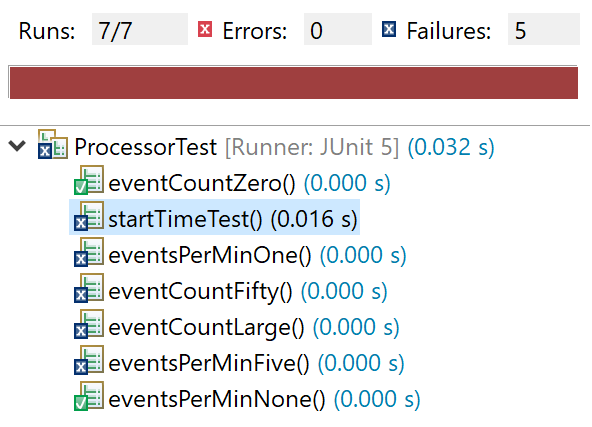 Runs: 7/7 Errors: 0 Failures: 5
ProcessorTest [Runner: JUnit 5] (0.032 s)
eventCountZero() (0.000 s)
startTimeTest() (0.016 s)
eventsPerMinOne() (0.000 s)
eventCountFifty() (0.000 s)
eventCountLarge() (0.000 s)
eventsPerMinFive() (0.000 s)
eventsPerMinNone() (0.000 s)